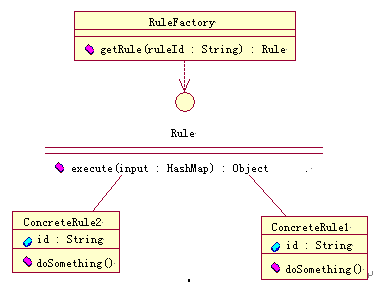 RuleFactory
getRule(ruleId : String) : Rule
Rule
execute(input : HashMap) : Object
ConcreteRule2
id : String
doSomething()
ConcreteRule1
id : String
doSomething()